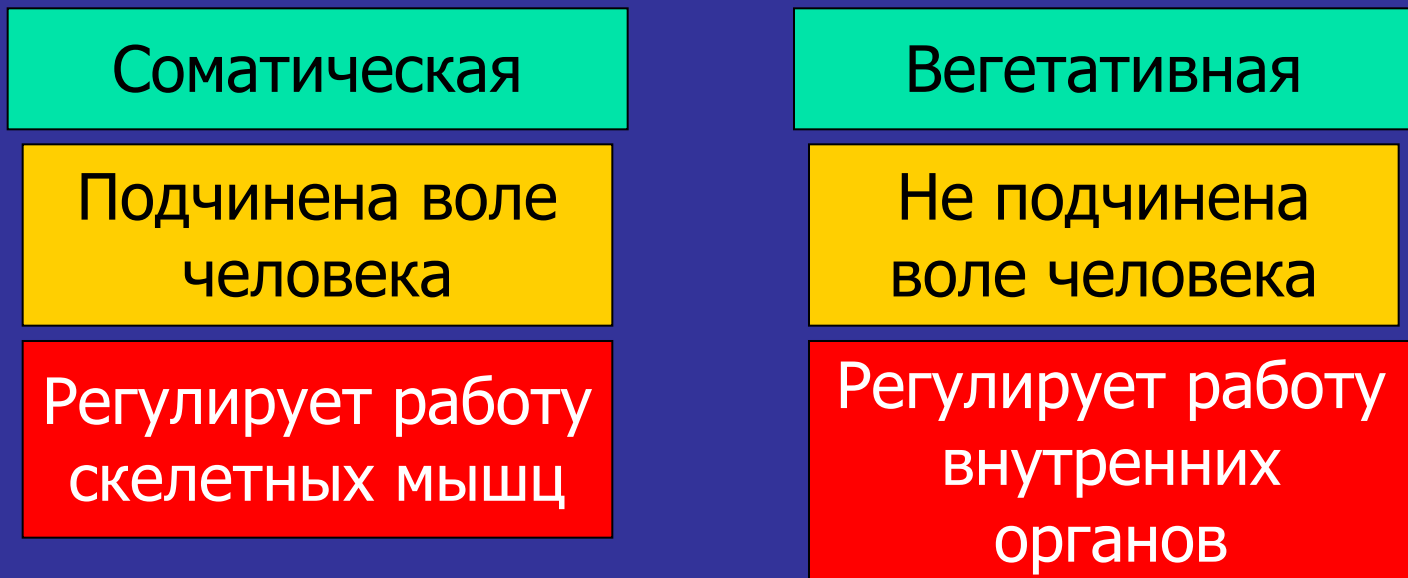 Соматическая
Подчинена воле
человека
Регулирует работу
скелетных мышц
Вегетативная
Не подчинена
воле человека
Регулирует работу
внутренних
органов